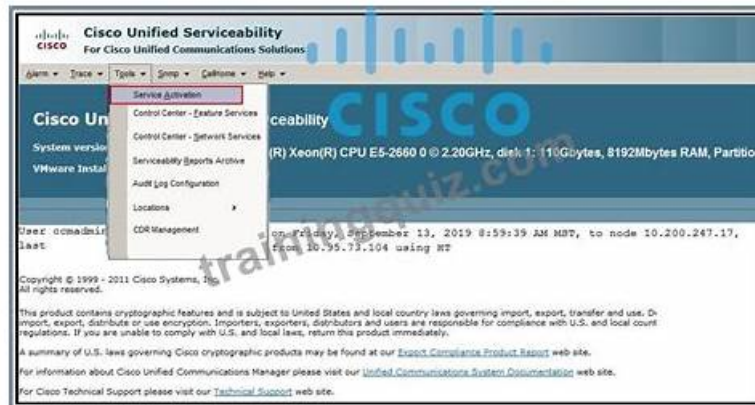 cisco
Cisco Unified Serviceability
For Cisco Unified Communications Solutions
Alarm Trace Tools Snmp CallHome Help
Service Activation
Control Center - Feature Services
Control Center - Network Services
Serviceability Reports Archive
Audit Log Configuration
Locations
CDR Management
CISCO
Cisco Un ceability
System versio (R) Xeon(R) CPU E5-2660 0 @ 2.20GHz, disk 1: 110Gbytes, 8192Mbytes RAM, Partitio
VMware Instal
trainingquiz.com
User ccmadmin on Friday, September 13, 2019 8:59:39 AM MST, to node 10.200.247.17,
last from 10.95.73.104 using HT
Copyright © 1999 - 2011 Cisco Systems, Inc.
All rights reserved.
This product contains cryptographic features and is subject to United States and local country laws governing import, export, transfer and use. De
import, export, distribute or use encryption. Importers, exporters, distributors and users are responsible for compliance with U.S. and local count
regulations. If you are unable to comply with U.S. and local laws, return this product immediately.
A summary of U.S. laws governing Cisco cryptographic products may be found at our Export Compliance Product Report web site.
For information about Cisco Unified Communications Manager please visit our Unified Communications System Documentation web site.
For Cisco Technical Support please visit our Technical Support web site.